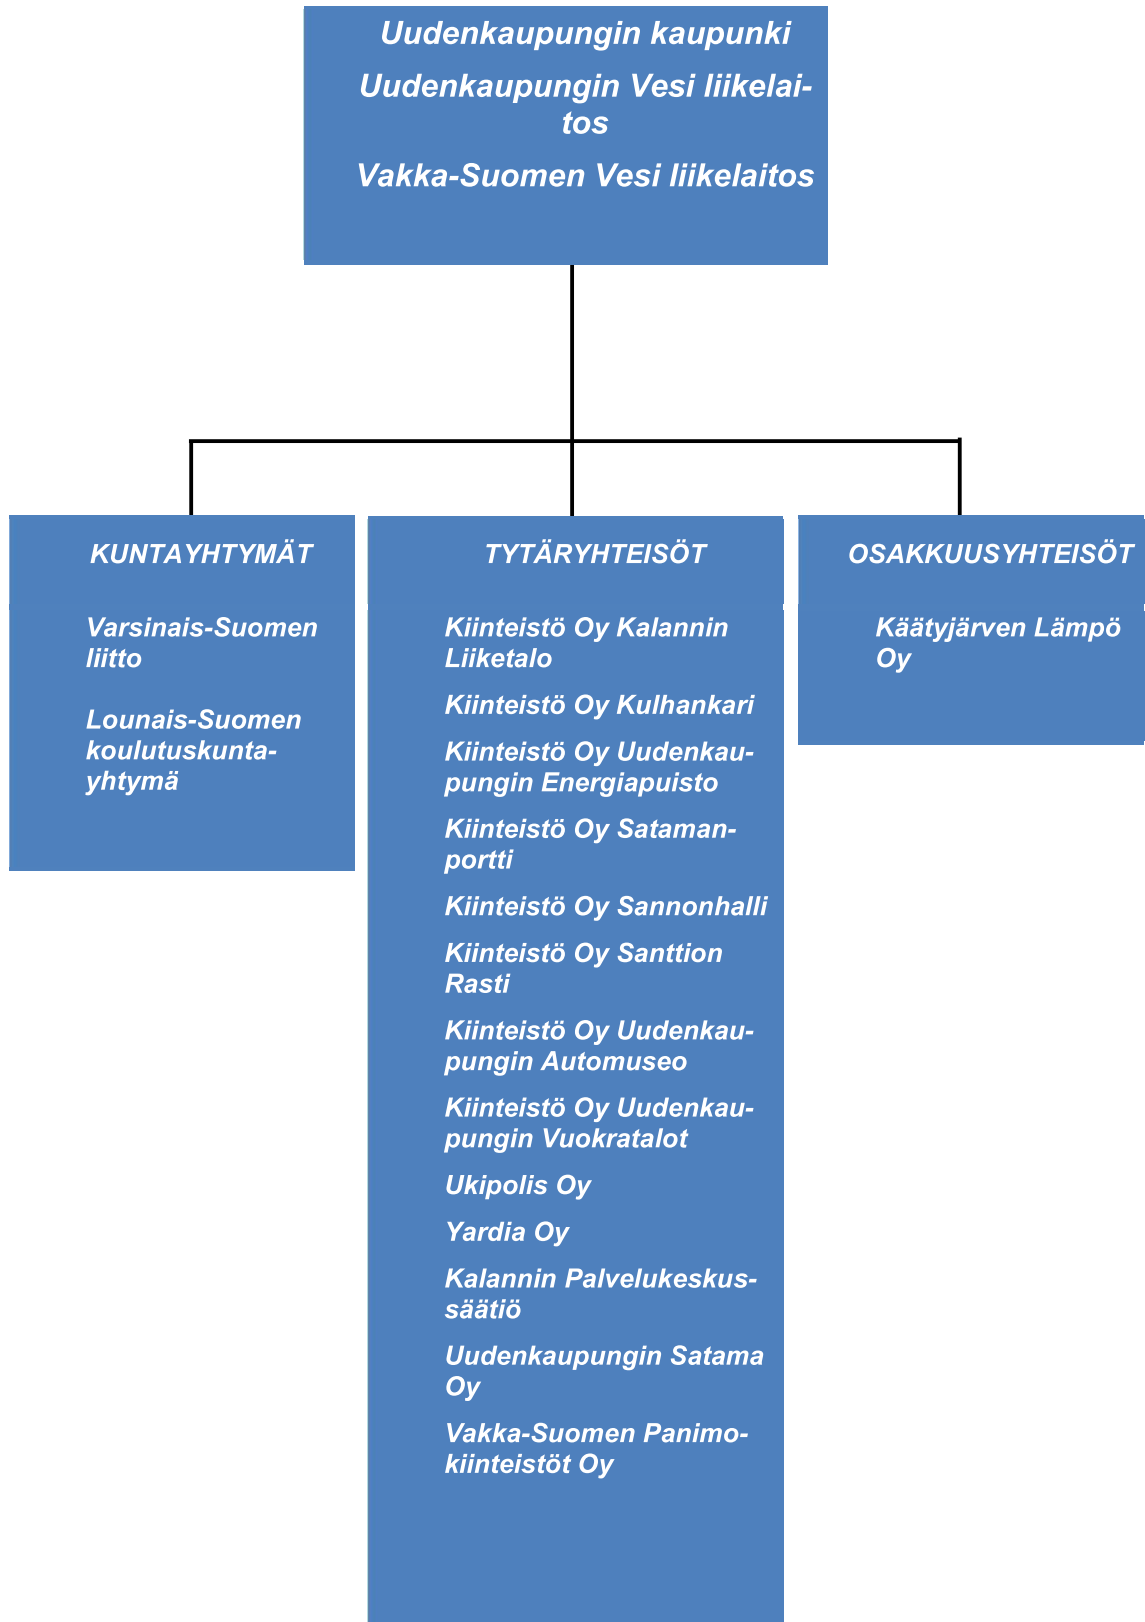 Uudenkaupungin kaupunki
Uudenkaupungin Vesi liikelai-
tos
Vakka-Suomen Vesi liikelaitos
KUNTAYHTYMÄT
Varsinais-Suomen
liitto
Lounais-Suomen
koulutuskunta-
yhtymä
TYTÄRYHTEISÖT
Kiinteistö Oy Kalannin
Liiketalo
Kiinteistö Oy Kulhankari
Kiinteistö Oy Uudenkau-
pungin Energiapuisto
Kiinteistö Oy Sataman-
portti
Kiinteistö Oy Sannonhalli
Kiinteistö Oy Santtion
Rasti
Kiinteistö Oy Uudenkau-
pungin Automuseo
Kiinteistö Oy Uudenkau-
pungin Vuokratalot
Ukipolis Oy
Yardia Oy
Kalannin Palvelukeskus-
säätiö
Uudenkaupungin Satama
Oy
Vakka-Suomen Panimo-
kiinteistöt Oy
OSAKKUUSYHTEISÖT
Käätyjärven Lämpö
Oy